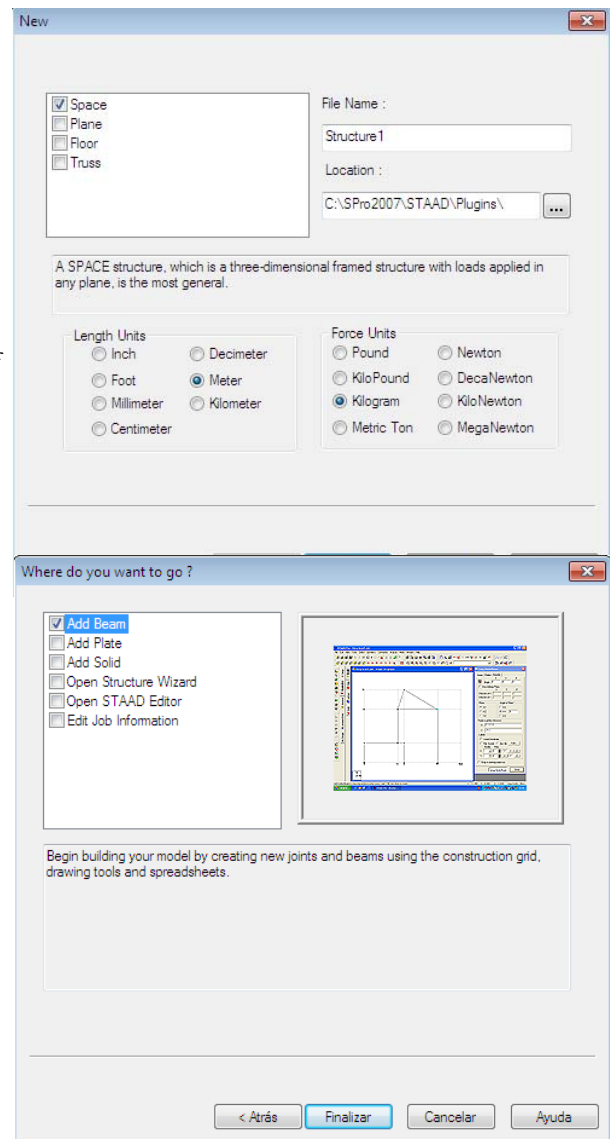 New
Space
Plane
Floor
Truss
File Name :
Structure1
Location :
C:\SPro2007\STAAD\Plugins\
...
A SPACE structure, which is a three-dimensional framed structure with loads applied in
any plane, is the most general.
Length Units
Inch
Decimeter
Foot
Meter
Millimeter
Kilometer
Centimeter
Force Units
Pound
Newton
KiloPound
DecaNewton
Kilogram
KiloNewton
Metric Ton
MegaNewton
Where do you want to go ?
Add Beam
Add Plate
Add Solid
Open Structure Wizard
Open STAAD Editor
Edit Job Information
Begin building your model by creating new joints and beams using the construction grid,
drawing tools and spreadsheets.
< Atrás
Finalizar
Cancelar
Ayuda